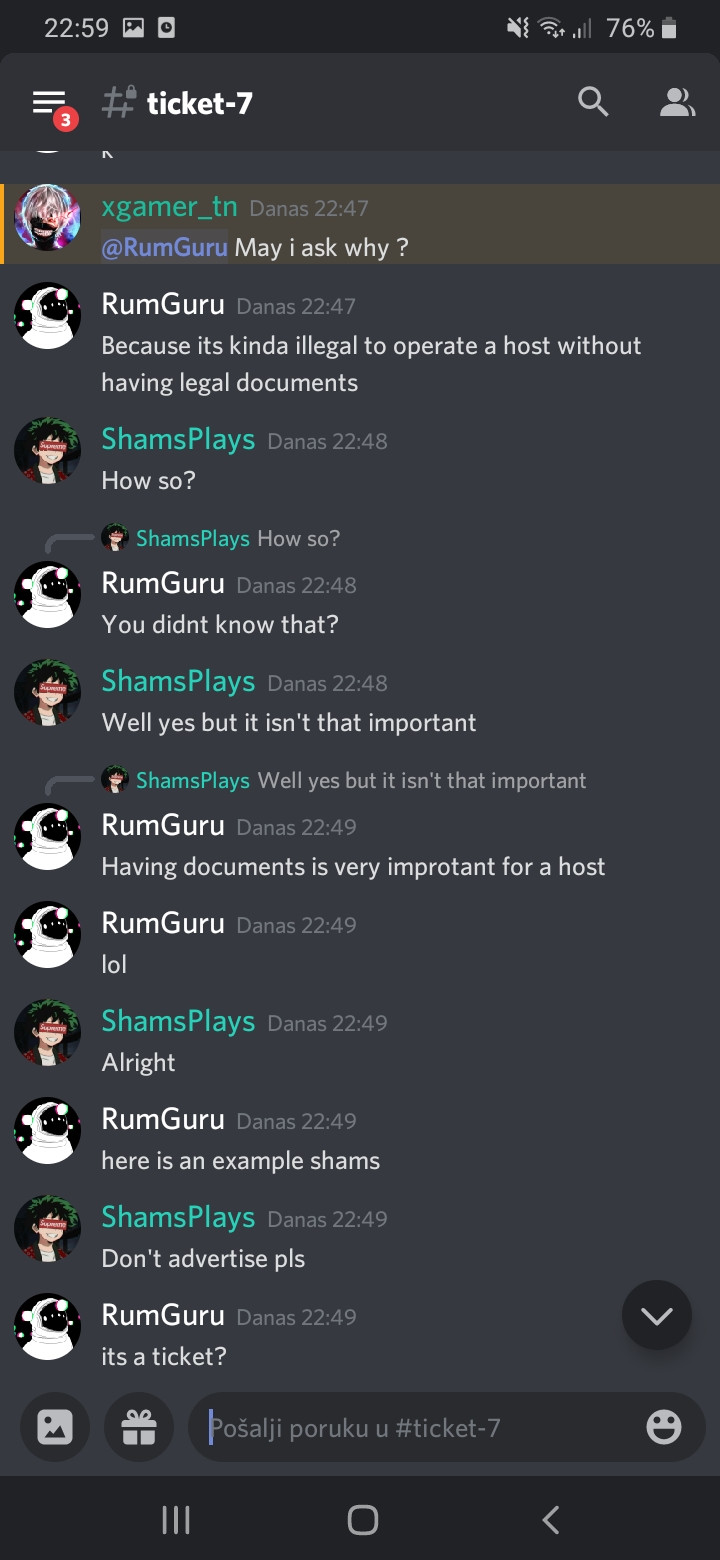 22:59 76%
3 ticket-7
xgamer_tn Danas 22:47
@RumGuru May i ask why ?
RumGuru Danas 22:47
Because its kinda illegal to operate a host without
having legal documents
ShamsPlays Danas 22:48
How so?
ShamsPlays How so?
RumGuru Danas 22:48
You didnt know that?
ShamsPlays Danas 22:48
Well yes but it isn't that important
ShamsPlays Well yes but it isn't that important
RumGuru Danas 22:49
Having documents is very improtant for a host
RumGuru Danas 22:49
lol
ShamsPlays Danas 22:49
Alright
RumGuru Danas 22:49
here is an example shams
ShamsPlays Danas 22:49
Don't advertise pls
RumGuru Danas 22:49
its a ticket?
Pošalji poruku u #ticket-7